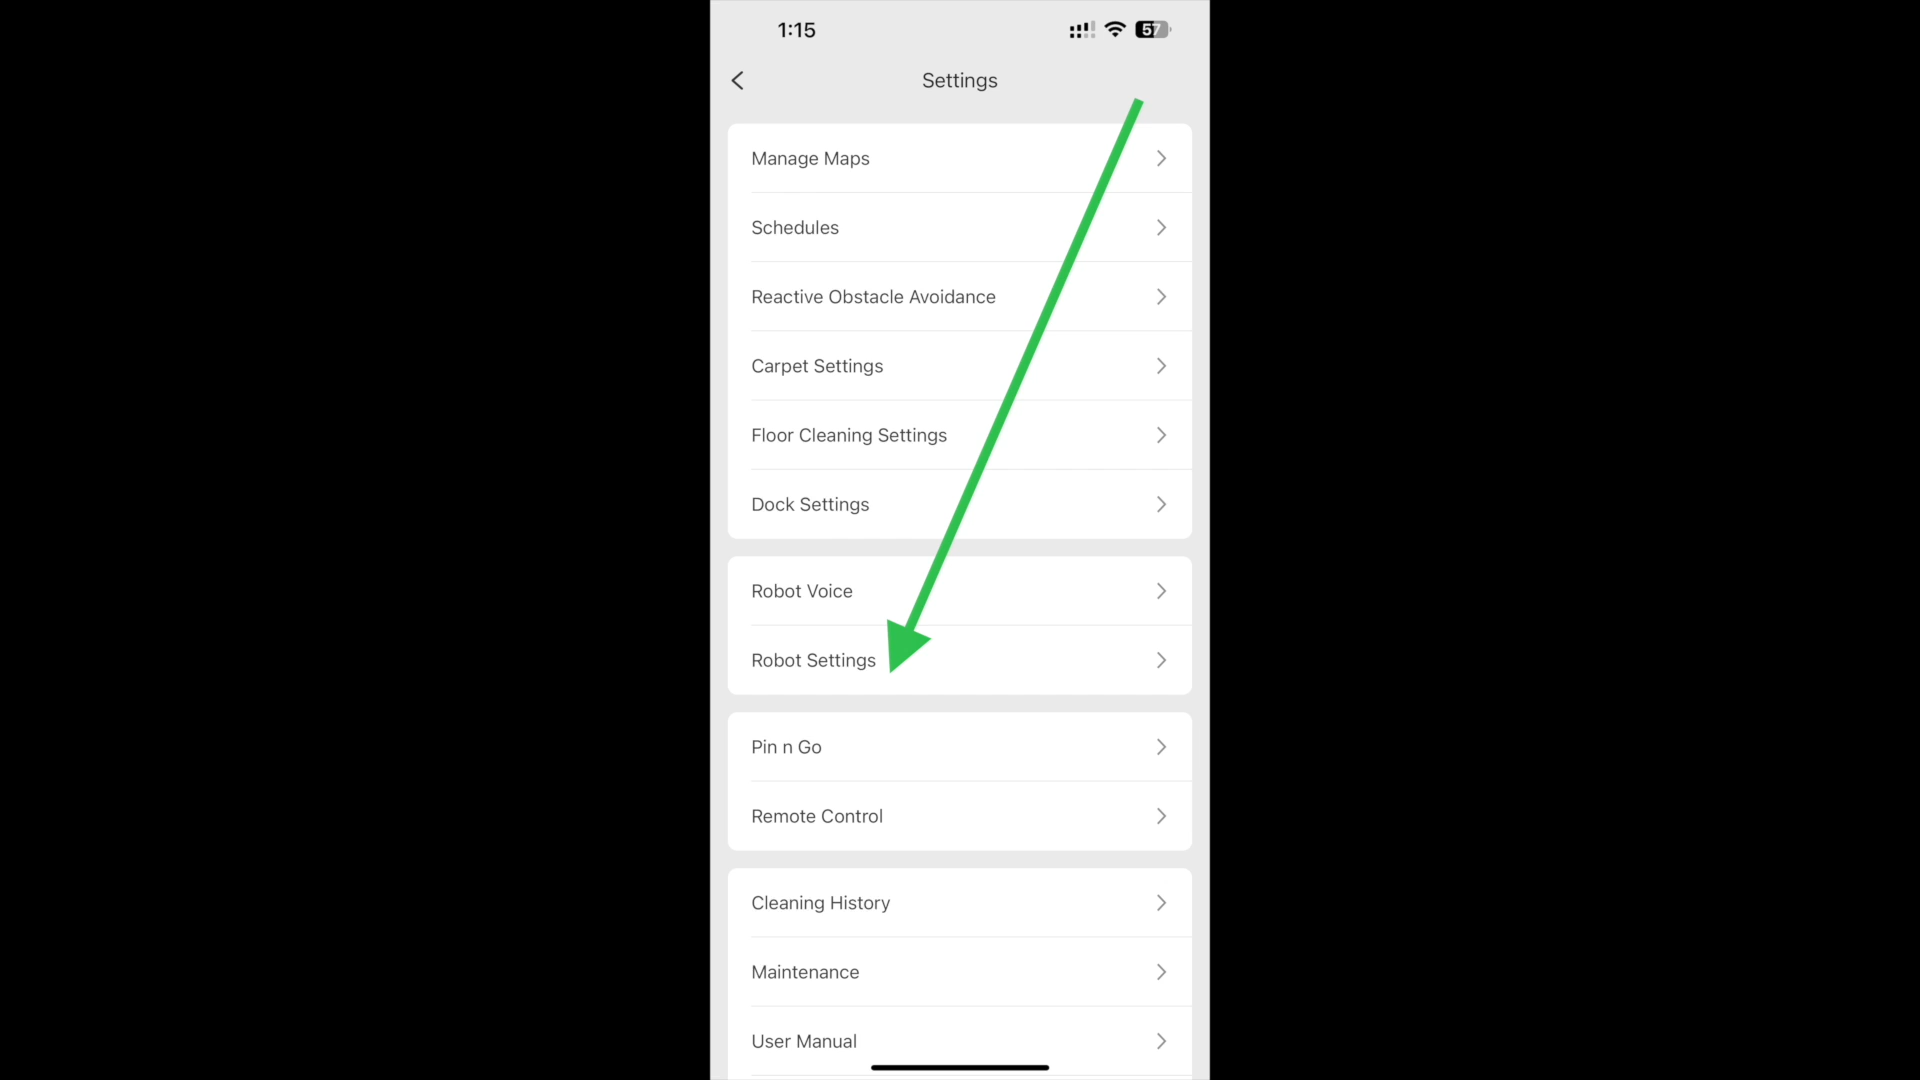 1:15
57
Settings
Manage Maps
Schedules
Reactive Obstacle Avoidance
Carpet Settings
Floor Cleaning Settings
Dock Settings
Robot Voice
Robot Settings
Pin n Go
Remote Control
Cleaning History
Maintenance
User Manual